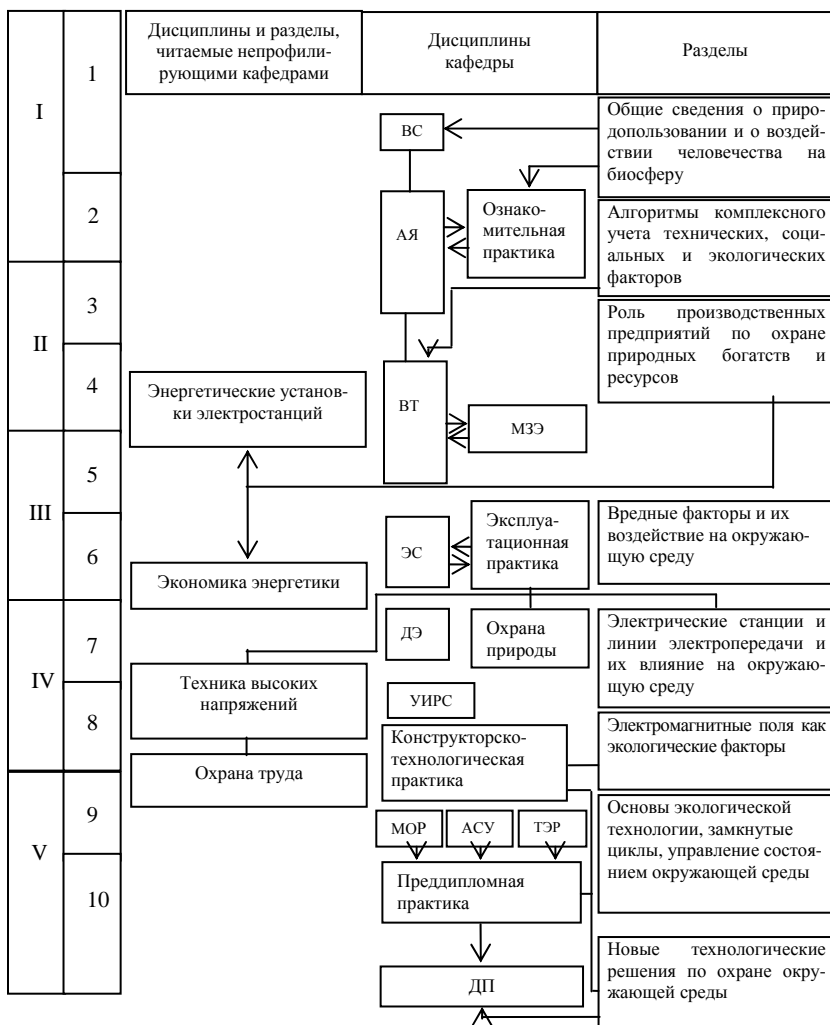 Дисциплины и разделы,
читаемые непрофили-
рующими кафедрами
Дисциплины
кафедры
Разделы
I
1
2
II
3
4
III
5
6
IV
7
8
V
9
10
ВС
Общие сведения о приро-
допользовании и о воздей-
ствии человечества на
биосферу
АЯ
Ознако-
мительная
практика
Алгоритмы комплексного
учета технических, соци-
альных и экологических
факторов
Роль производственных
предприятий по охране
природных богатств и
ресурсов
Энергетические установ-
ки электростанций
ВТ
МЗЭ
ЭС
Эксплуа-
тационная
практика
Вредные факторы и их
воздействие на окружаю-
щую среду
Экономика энергетики
ДЭ
Охрана
природы
Электрические станции и
линии электропередачи и
их влияние на окружаю-
щую среду
Техника высоких
напряжений
УИРС
Конструкторско-
технологическая
практика
Электромагнитные поля как
экологические факторы
Охрана труда
МОР
АСУ
ТЭР
Основы экологической
технологии, замкнутые
циклы, управление состоя-
нием окружающей среды
Преддипломная
практика
Новые технологические
решения по охране окру-
жающей среды
ДП